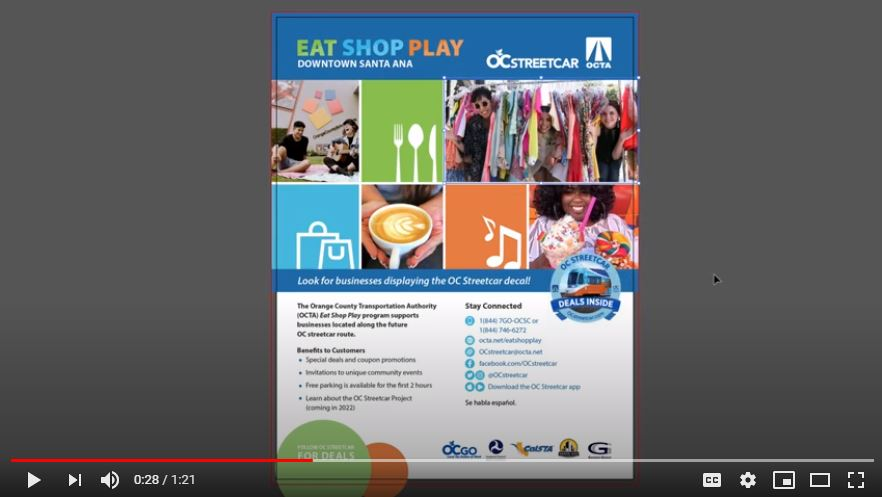 EAT SHOP PLAY
DOWNTOWN SANTA ANA
OC STREETCAR
OCTA
Look for businesses displaying the OC Streetcar decal!
OC STREETCAR
DEALS INSIDE
OCstreetcar.com
The Orange County Transportation Authority
(OCTA) Eat Shop Play program supports
businesses located along the future
OC streetcar route.
Benefits to Customers
• Special deals and coupon promotions
• Invitations to unique community events
• Free parking is available for the first 2 hours
• Learn about the OC Streetcar Project
(coming in 2022)
Stay Connected
1(844) 7GO-OCSC or
1(844) 746-6272
octa.net/eatshopplay
OCstreetcar@octa.net
facebook.com/OCstreetcar
@OCstreetcar
Download the OC Streetcar app
Se habla español.
FOLLOW OC STREETCAR
FOR DEALS
OCGO
CalSTA
0:28 / 1:21
CC